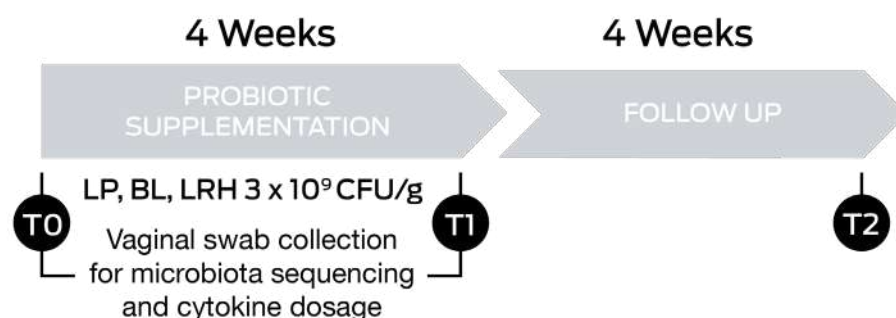 4 Weeks
4 Weeks
PROBIOTIC
SUPPLEMENTATION
FOLLOW UP
LP, BL, LRH 3 x 10⁹ CFU/g
T0
T1
T2
Vaginal swab collection
for microbiota sequencing
and cytokine dosage